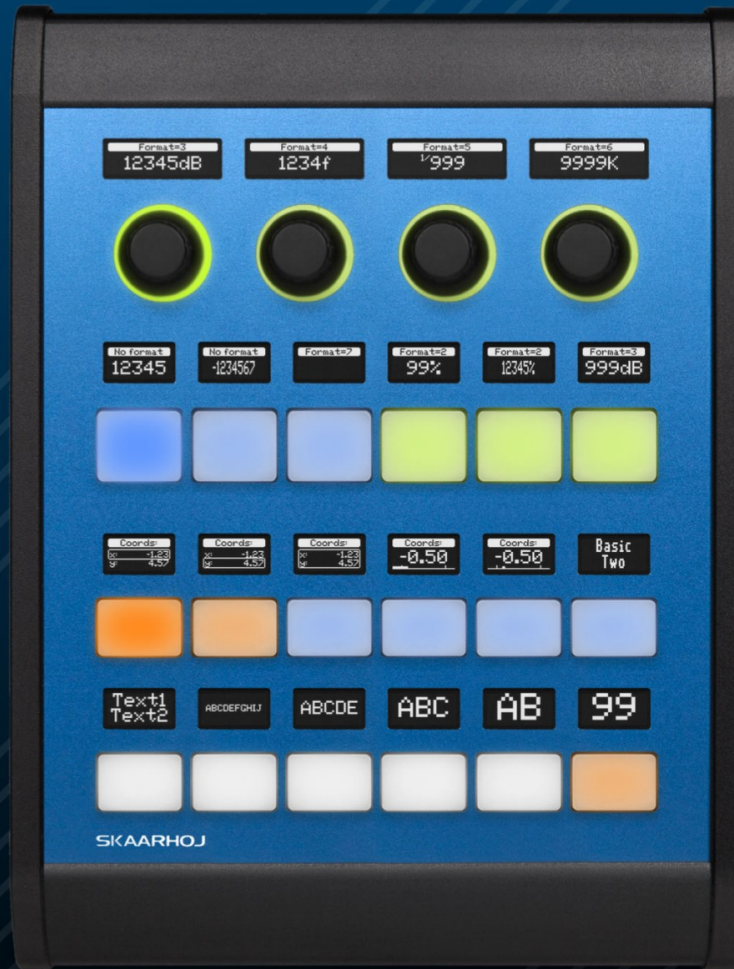 Format=3
12345dB
Format=4
1234f
Format=5
1/999
Format=6
9999K
No format
12345
No format
-1234567
Format=7
Format=2
99%
Format=2
12345%
Format=3
999dB
Coords:
x: -1.23
y: 4.57
Coords:
x: -1.23
y: 4.57
Coords:
x: -1.23
y: 4.57
Coords:
-0.50
Coords:
-0.50
Basic
Two
Text1
Text2
ABCDEFGHIJ
ABCDE
ABC
AB
99
SKAARHOJ